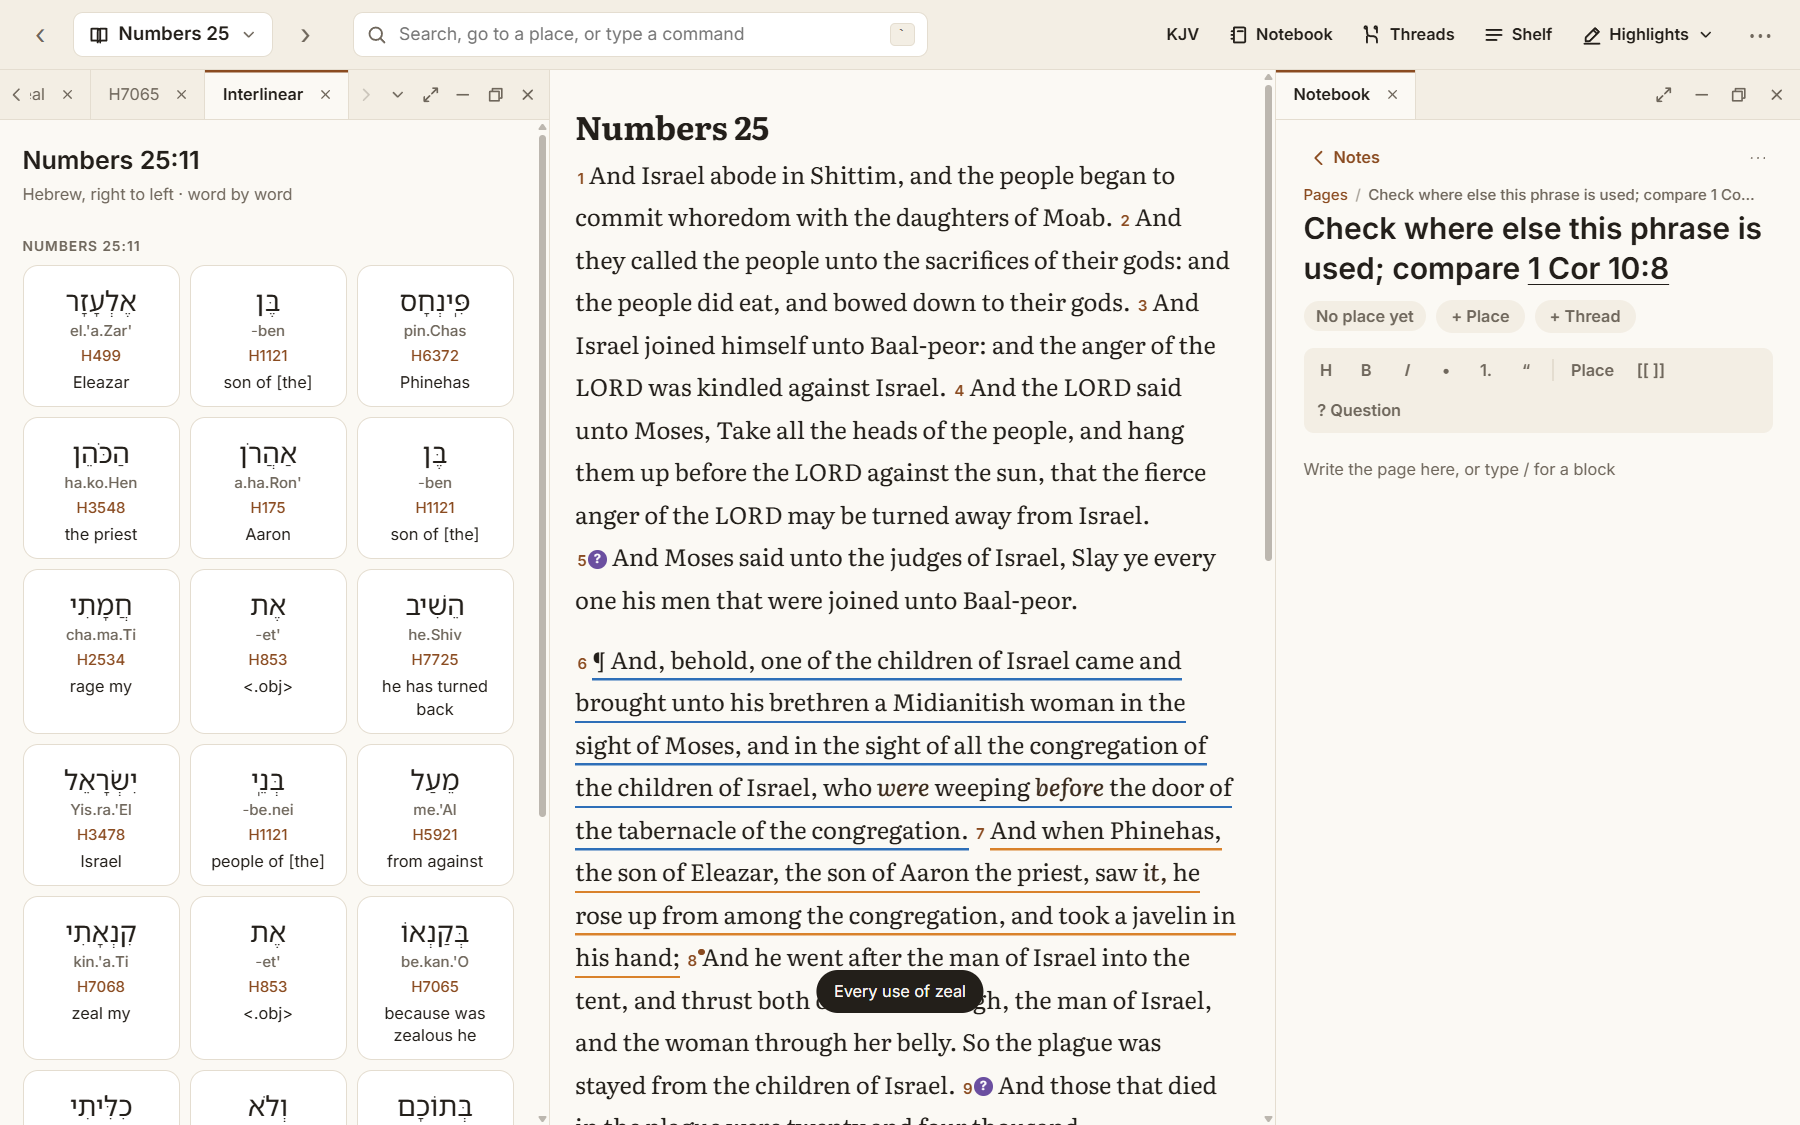 Numbers 25
Search, go to a place, or type a command
`
KJV
Notebook
Threads
Shelf
Highlights
eal
H7065
Interlinear
Numbers 25:11
Hebrew, right to left · word by word
NUMBERS 25:11
אֶלְעָזָר
el.'a.Zar'
H499
Eleazar
בֶּן
-ben
H1121
son of [the]
פִּֽינְחָס
pin.Chas
H6372
Phinehas
הַכֹּהֵן
ha.ko.Hen
H3548
the priest
אַהֲרֹן
a.ha.Ron'
H175
Aaron
בֶּן
-ben
H1121
son of [the]
חֲמָתִי
cha.ma.Ti
H2534
rage my
אֶת
-et'
H853
<.obj>
הֵשִׁיב
he.Shiv
H7725
he has turned
back
יִשְׂרָאֵל
Yis.ra.'El
H3478
Israel
בְּנֵֽי
-be.nei
H1121
people of [the]
מֵעַל
me.'Al
H5921
from against
קִנְאָתִי
kin.'a.Ti
H7068
zeal my
אֶת
-et'
H853
<.obj>
בְּקַנְאוֹ
be.kan.'O
H7065
because was
zealous he
כִלִּיתִי
וְלֹא
בְּתוֹכָם
Numbers 25
1 And Israel abode in Shittim, and the people began to
commit whoredom with the daughters of Moab. 2 And
they called the people unto the sacrifices of their gods: and
the people did eat, and bowed down to their gods. 3 And
Israel joined himself unto Baal-peor: and the anger of the
LORD was kindled against Israel. 4 And the LORD said
unto Moses, Take all the heads of the people, and hang
them up before the LORD against the sun, that the fierce
anger of the LORD may be turned away from Israel.
5 ? And Moses said unto the judges of Israel, Slay ye every
one his men that were joined unto Baal-peor.
6 ¶ And, behold, one of the children of Israel came and
brought unto his brethren a Midianitish woman in the
sight of Moses, and in the sight of all the congregation of
the children of Israel, who were weeping before the door of
the tabernacle of the congregation. 7 And when Phinehas,
the son of Eleazar, the son of Aaron the priest, saw it, he
rose up from among the congregation, and took a javelin in
his hand; 8 And he went after the man of Israel into the
tent, and thrust both gh, the man of Israel,
Every use of zeal
and the woman through her belly. So the plague was
stayed from the children of Israel. 9 ? And those that died
in the plague were twenty and four thousand.
Notebook
Notes
Pages / Check where else this phrase is used; compare 1 Co...
Check where else this phrase is
used; compare 1 Cor 10:8
No place yet
+ Place
+ Thread
H B I • 1. “ Place [[ ]]
? Question
Write the page here, or type / for a block